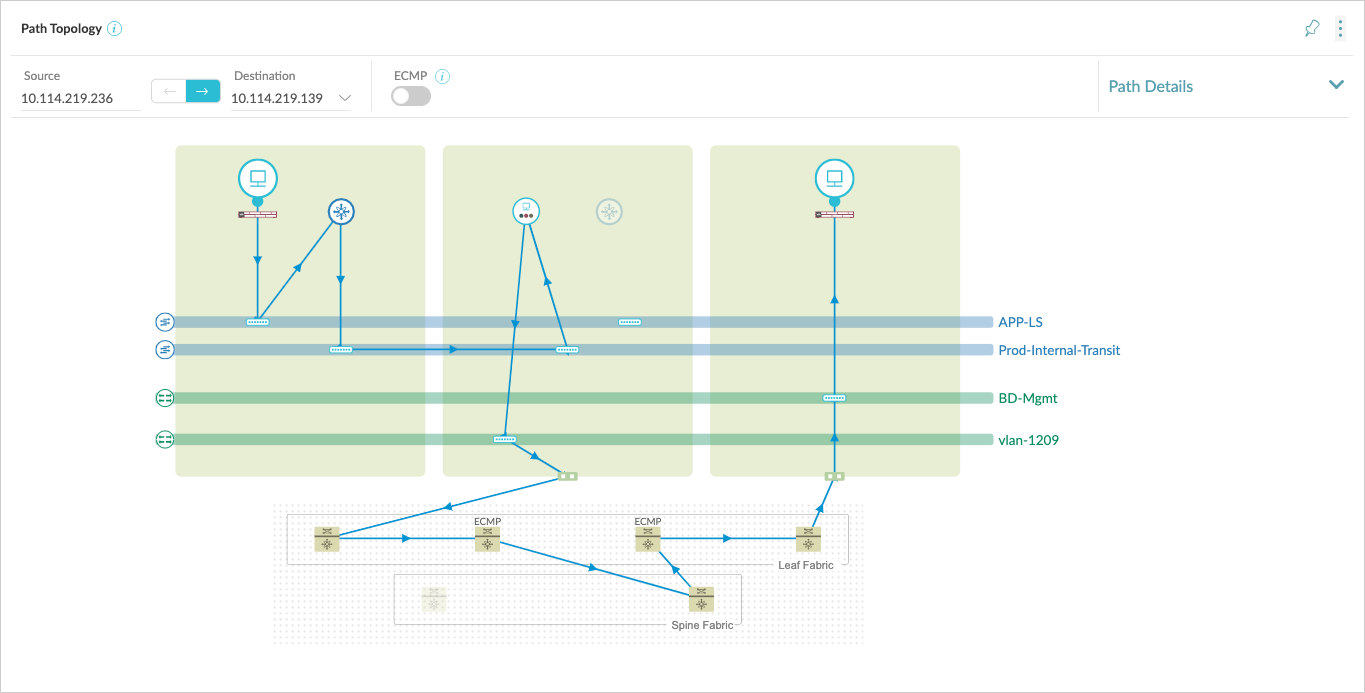 Path Topology
Source
Destination
ECMP
10.114.219.236
10.114.219.139
Path Details
APP-LS
Prod-Internal-Transit
BD-Mgmt
vlan-1209
ECMP
ECMP
Leaf Fabric
Spine Fabric